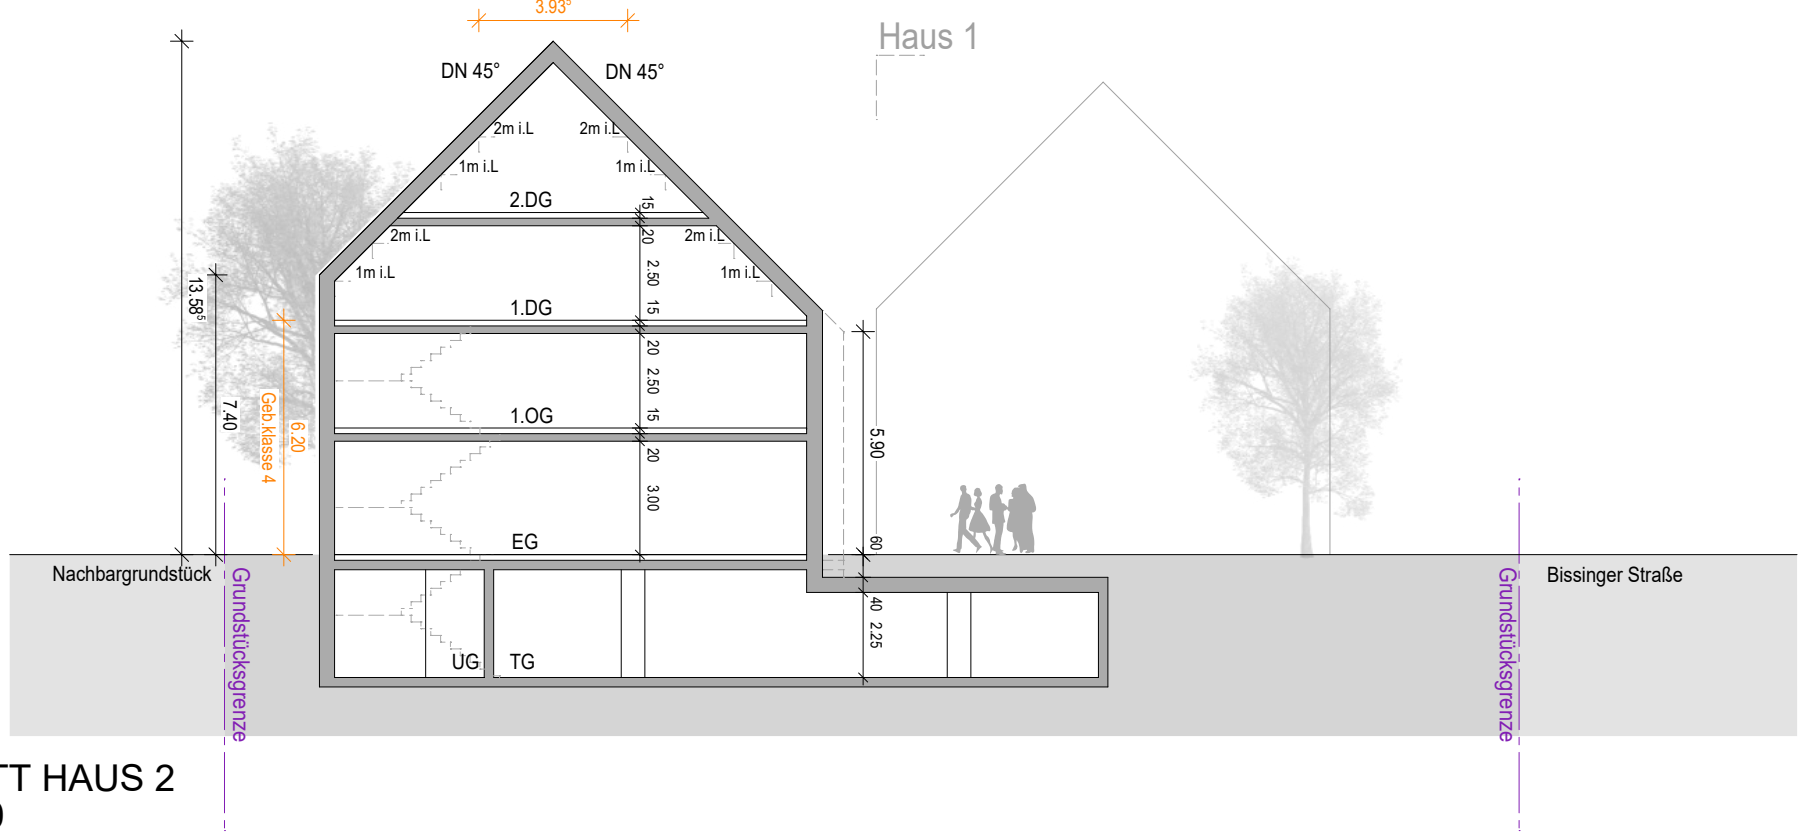 3.93⁵
Haus 1
DN 45°
DN 45°
2m i.L
2m i.L
1m i.L
1m i.L
2.DG
15
20
2m i.L
2m i.L
1m i.L
1m i.L
2.50
1.DG
15
13.58⁵
20
2.50
7.40
Geb.klasse 4
6.20
1.OG
15
5.90
20
3.00
EG
60
Nachbargrundstück
Grundstücksgrenze
Grundstücksgrenze
Bissinger Straße
40
2.25
UG
TG
TT HAUS 2